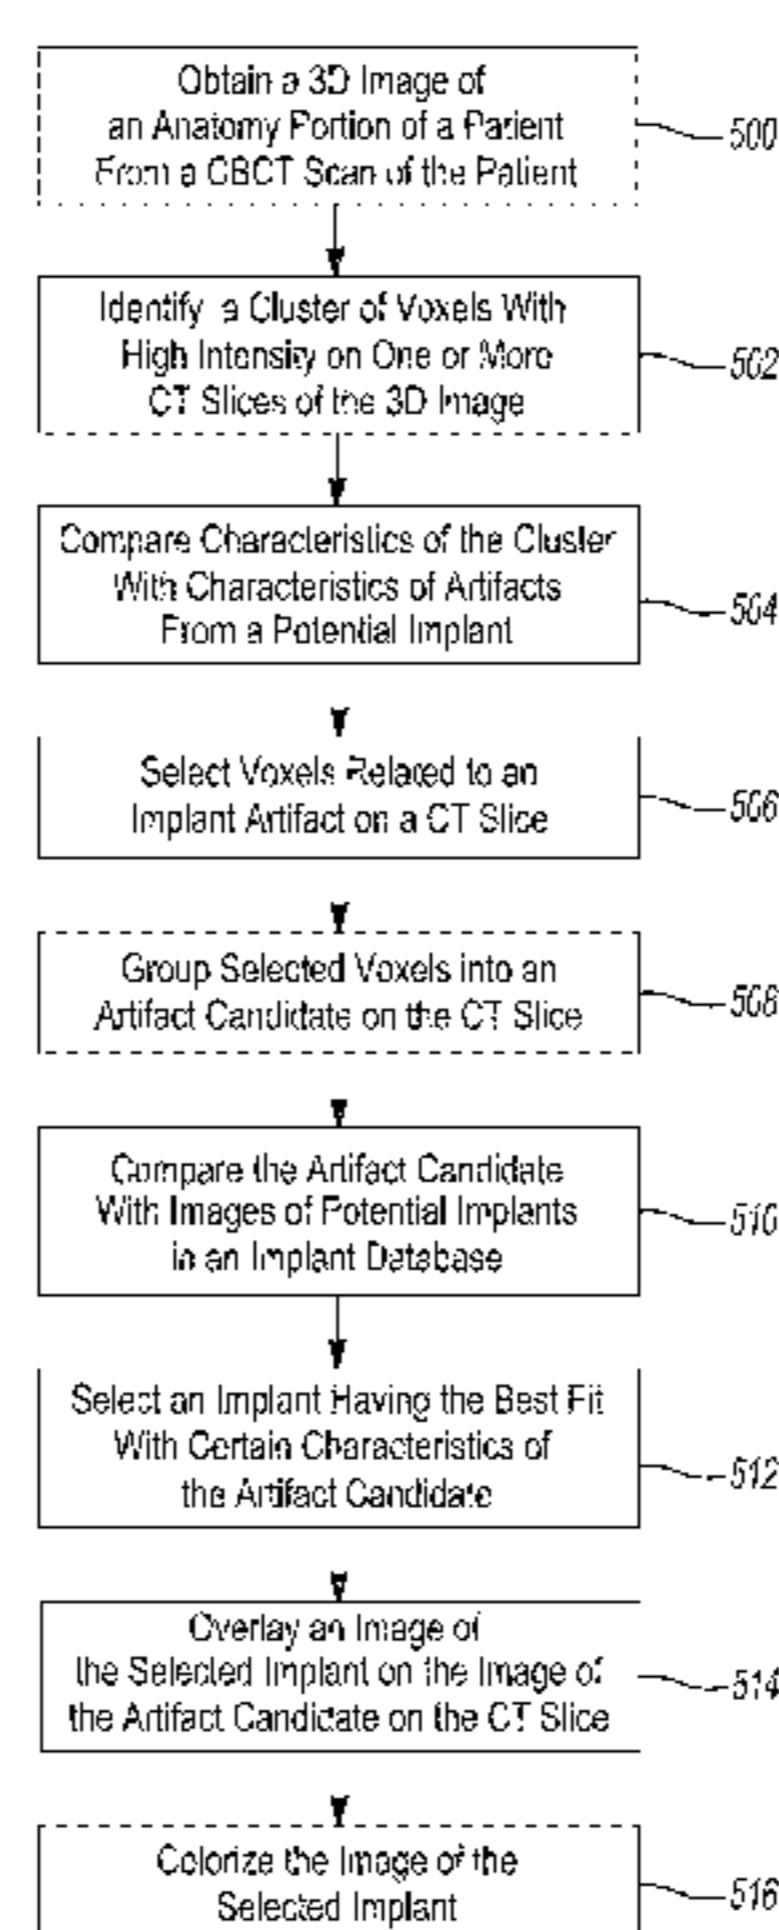 Obtain a 3D Image of
an Anatomy Portion of a Patient
From a CBCT Scan of the Patient
500
Identify a Cluster of Voxels With
High Intensity on One or More
CT Slices of the 3D Image
502
Compare Characteristics of the Cluster
With Characteristics of Artifacts
From a Potential Implant
504
Select Voxels Related to an
Implant Artifact on a CT Slice
506
Group Selected Voxels into an
Artifact Candidate on the CT Slice
508
Compare the Artifact Candidate
With Images of Potential Implants
in an Implant Database
510
Select an Implant Having the Best Fit
With Certain Characteristics of
the Artifact Candidate
512
Overlay an Image of
the Selected Implant on the Image of
the Artifact Candidate on the CT Slice
514
Colorize the Image of the
Selected Implant
516